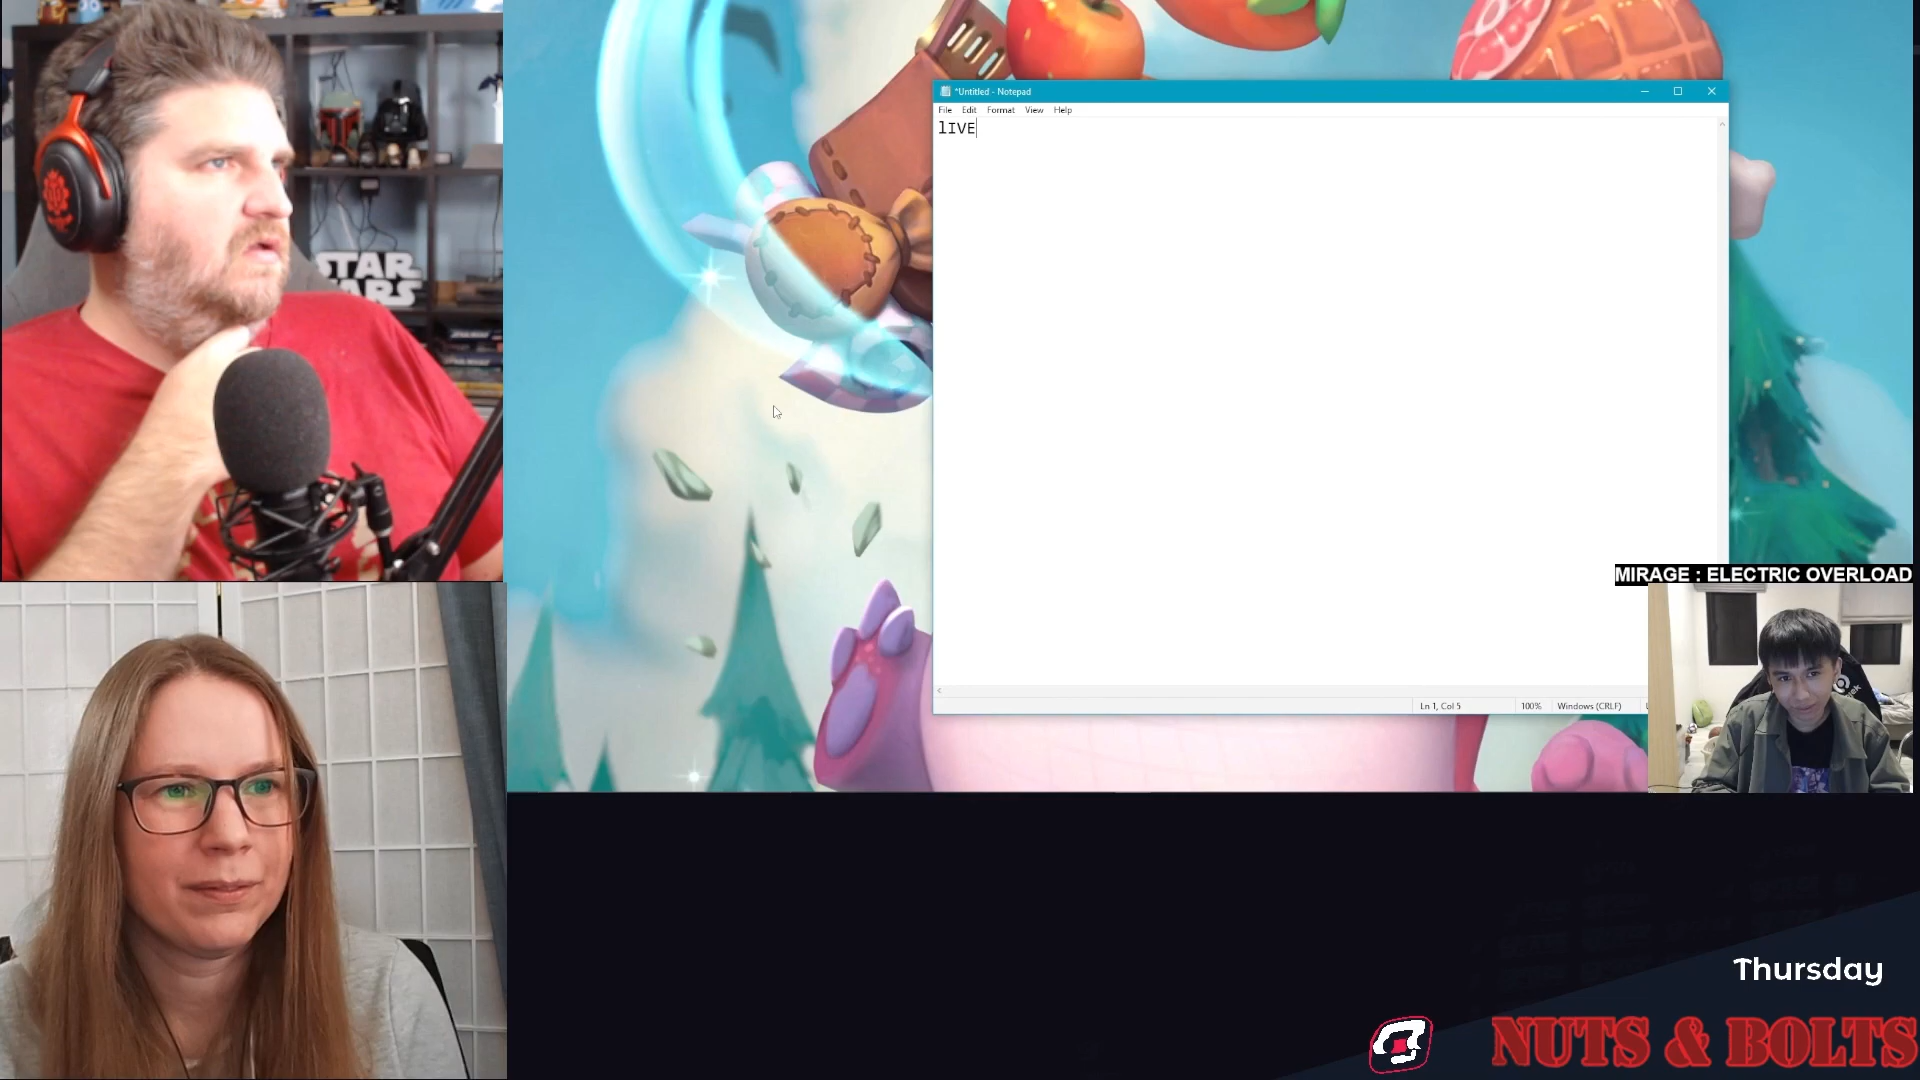 *Untitled - Notepad
File Edit Format View Help
lIVE
STAR
WARS
Ln 1, Col 5 100% Windows (CRLF)
MIRAGE : ELECTRIC OVERLOAD
Thursday
NUTS & BOLTS